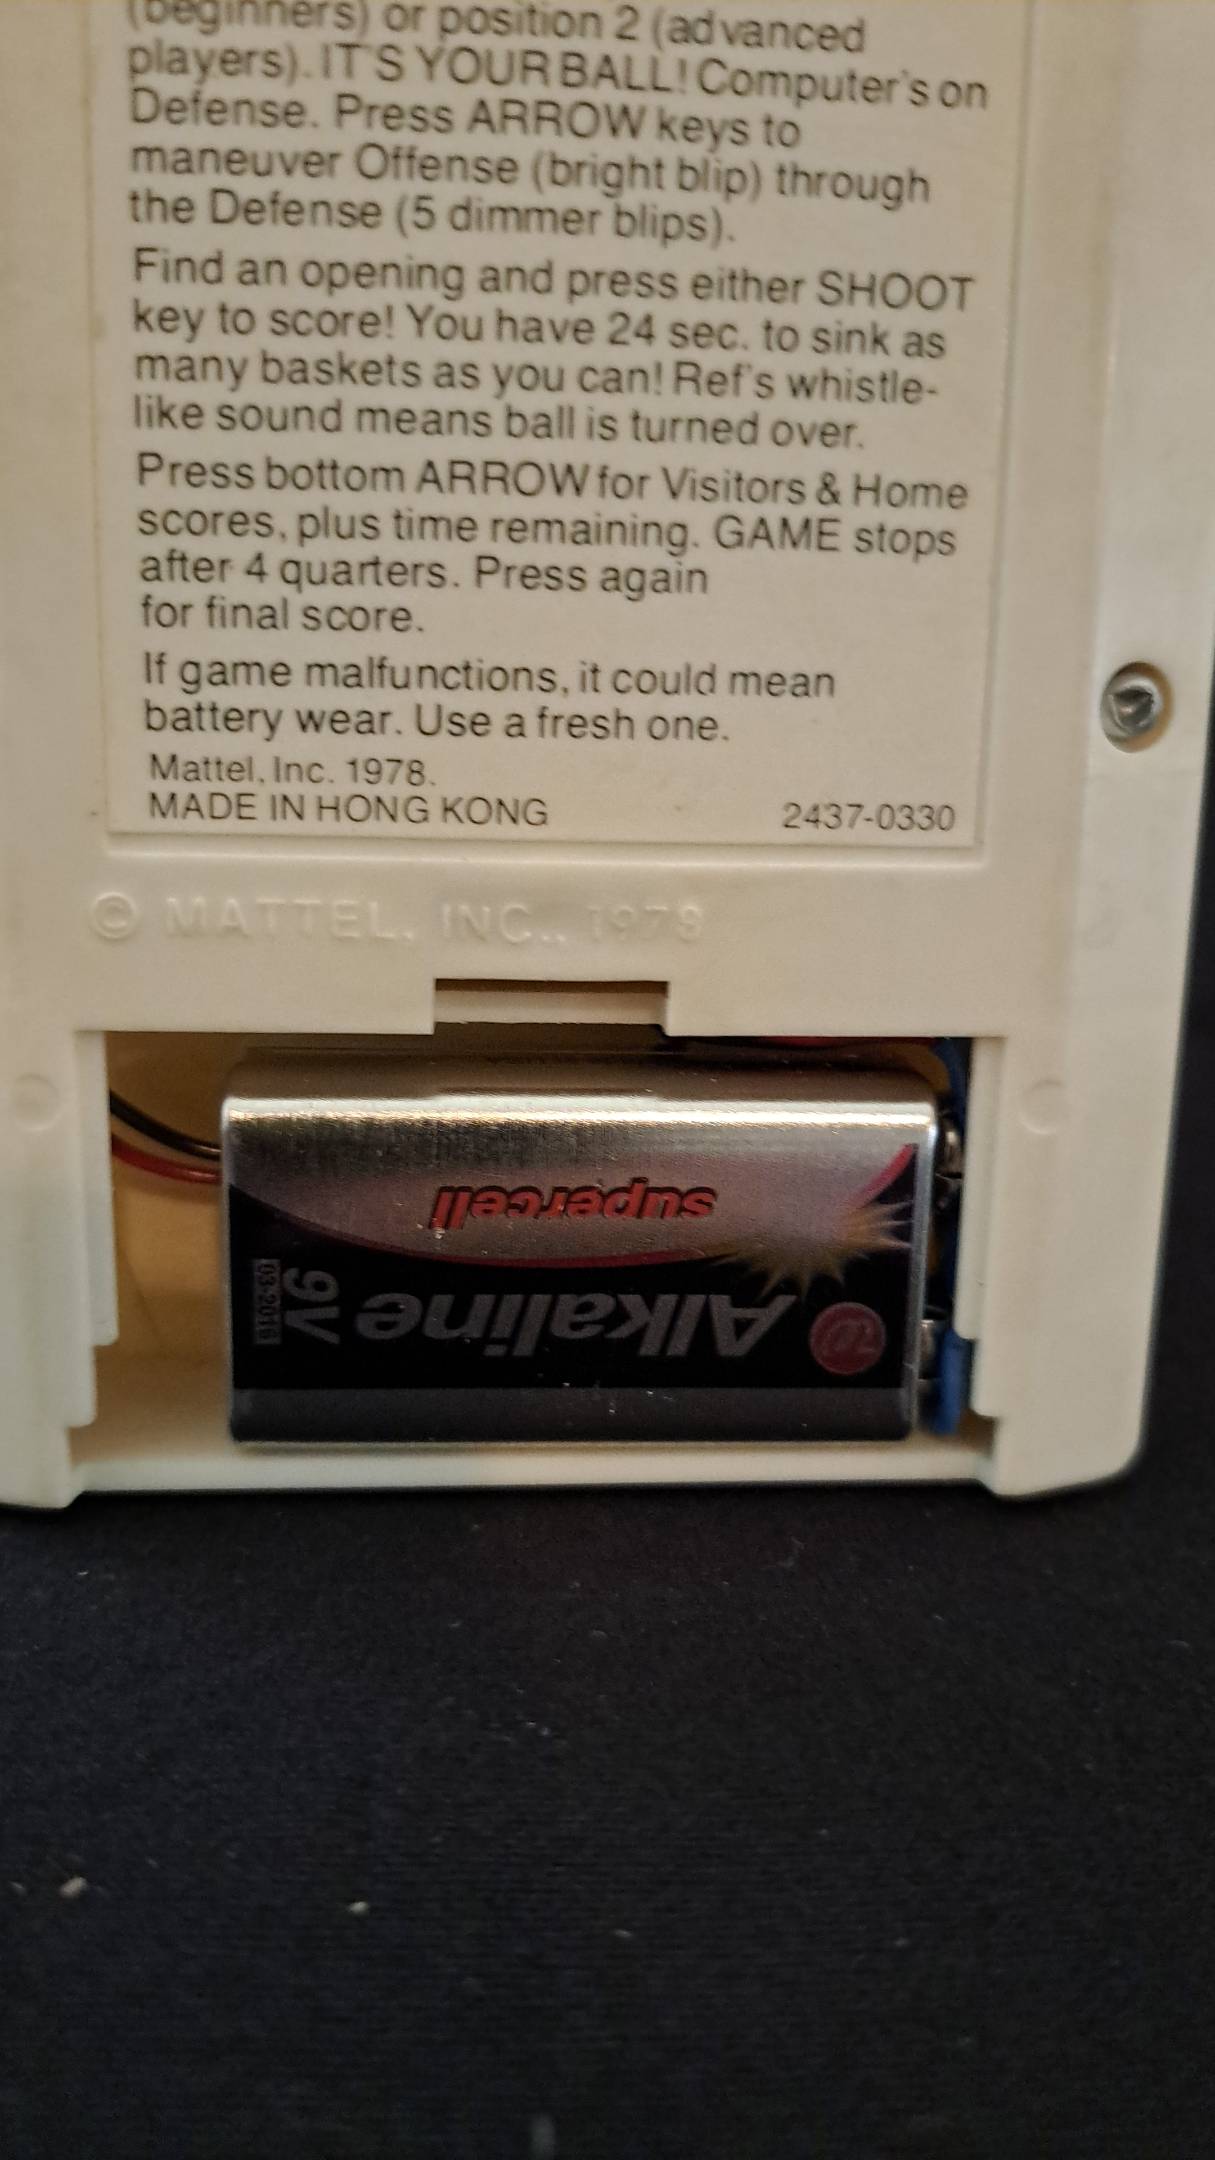 (beginners) or position 2 (advanced
players). IT'S YOUR BALL! Computer's on
Defense. Press ARROW keys to
maneuver Offense (bright blip) through
the Defense (5 dimmer blips).
Find an opening and press either SHOOT
key to score! You have 24 sec. to sink as
many baskets as you can! Ref's whistle-
like sound means ball is turned over.
Press bottom ARROW for Visitors & Home
scores, plus time remaining. GAME stops
after 4 quarters. Press again
for final score.
If game malfunctions, it could mean
battery wear. Use a fresh one.
Mattel, Inc. 1978.
MADE IN HONG KONG 2437-0330
© MATTEL, INC., 1978
supercell
Alkaline
9V
03-2016